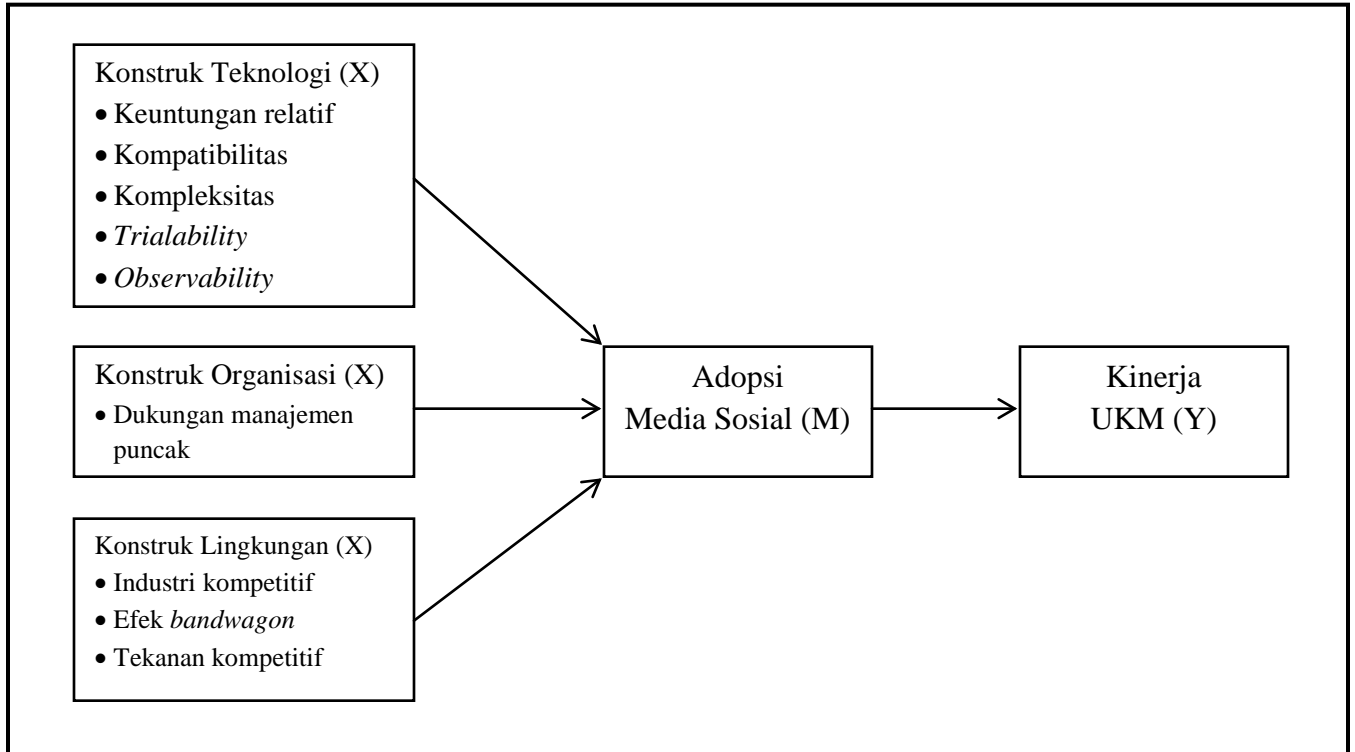 Konstruk Teknologi (X)
• Keuntungan relatif
• Kompatibilitas
• Kompleksitas
• Trialability
• Observability
Konstruk Organisasi (X)
• Dukungan manajemen
puncak
Konstruk Lingkungan (X)
• Industri kompetitif
• Efek bandwagon
• Tekanan kompetitif
Adopsi
Media Sosial (M)
Kinerja
UKM (Y)